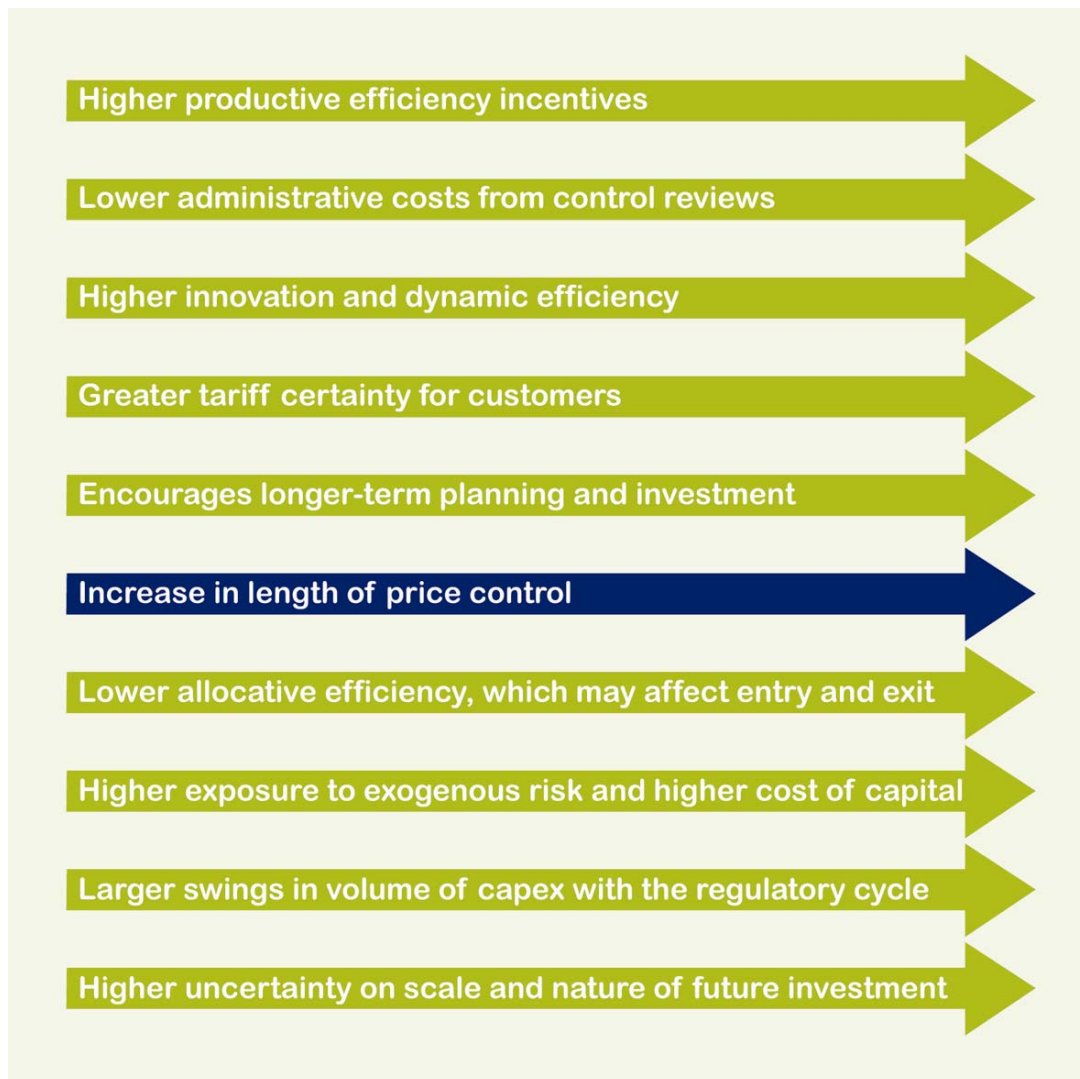 Higher productive efficiency incentives
Lower administrative costs from control reviews
Higher innovation and dynamic efficiency
Greater tariff certainty for customers
Encourages longer-term planning and investment
Increase in length of price control
Lower allocative efficiency, which may affect entry and exit
Higher exposure to exogenous risk and higher cost of capital
Larger swings in volume of capex with the regulatory cycle
Higher uncertainty on scale and nature of future investment